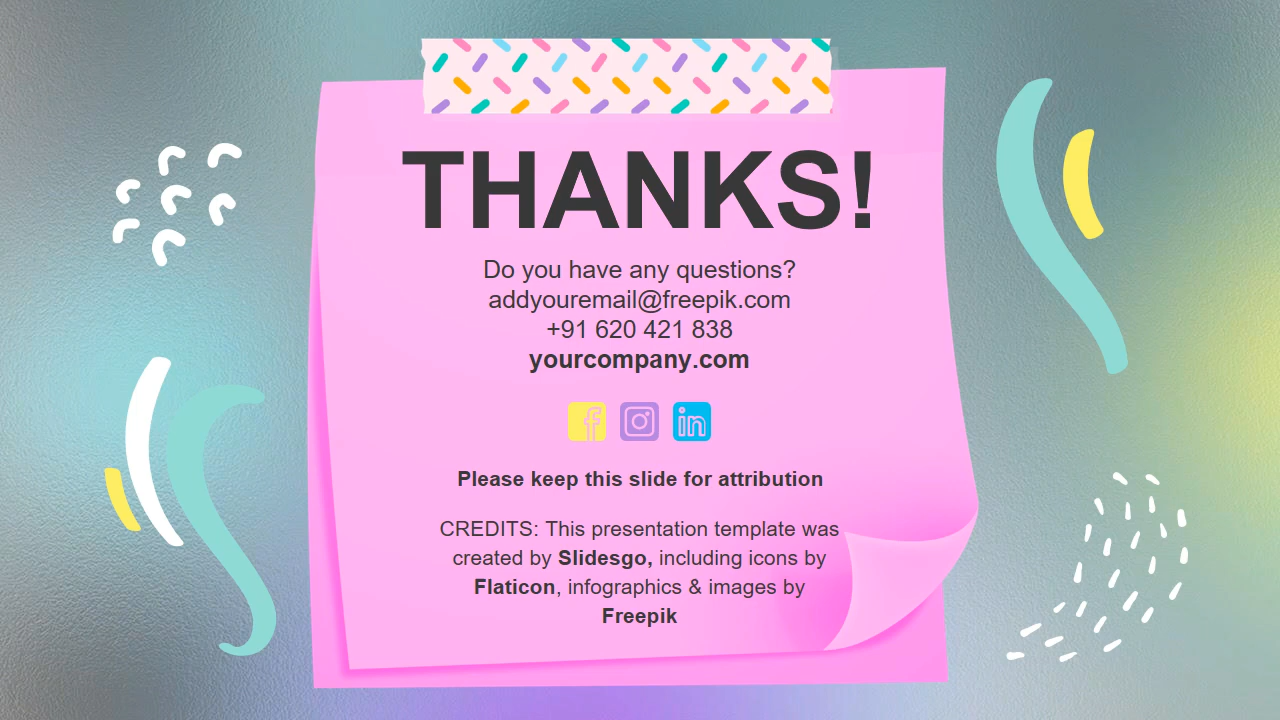 THANKS!
Do you have any questions?
addyouremail@freepik.com
+91 620 421 838
yourcompany.com
Please keep this slide for attribution
CREDITS: This presentation template was
created by Slidesgo, including icons by
Flaticon, infographics & images by
Freepik